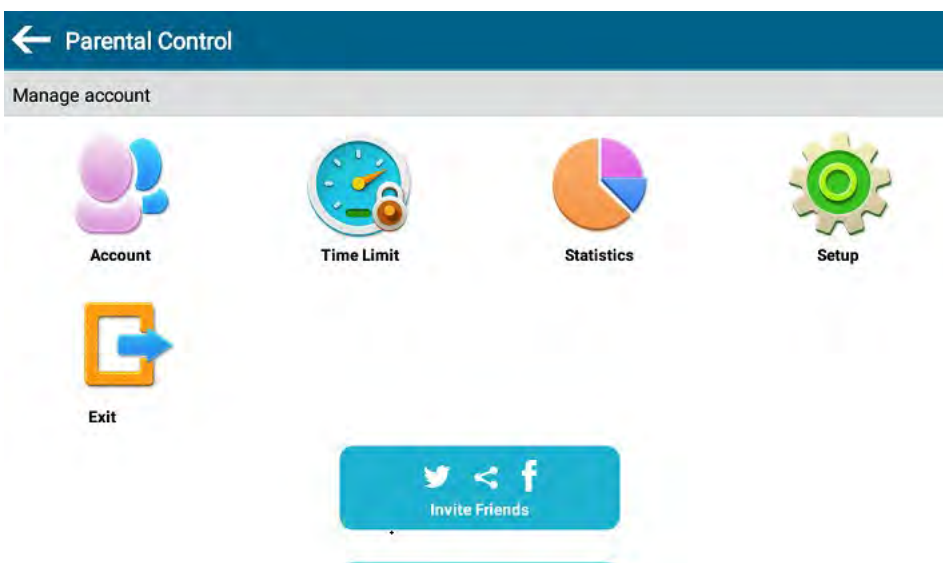 Parental Control
Manage account
Account
Time Limit
Statistics
Setup
Exit
Invite Friends